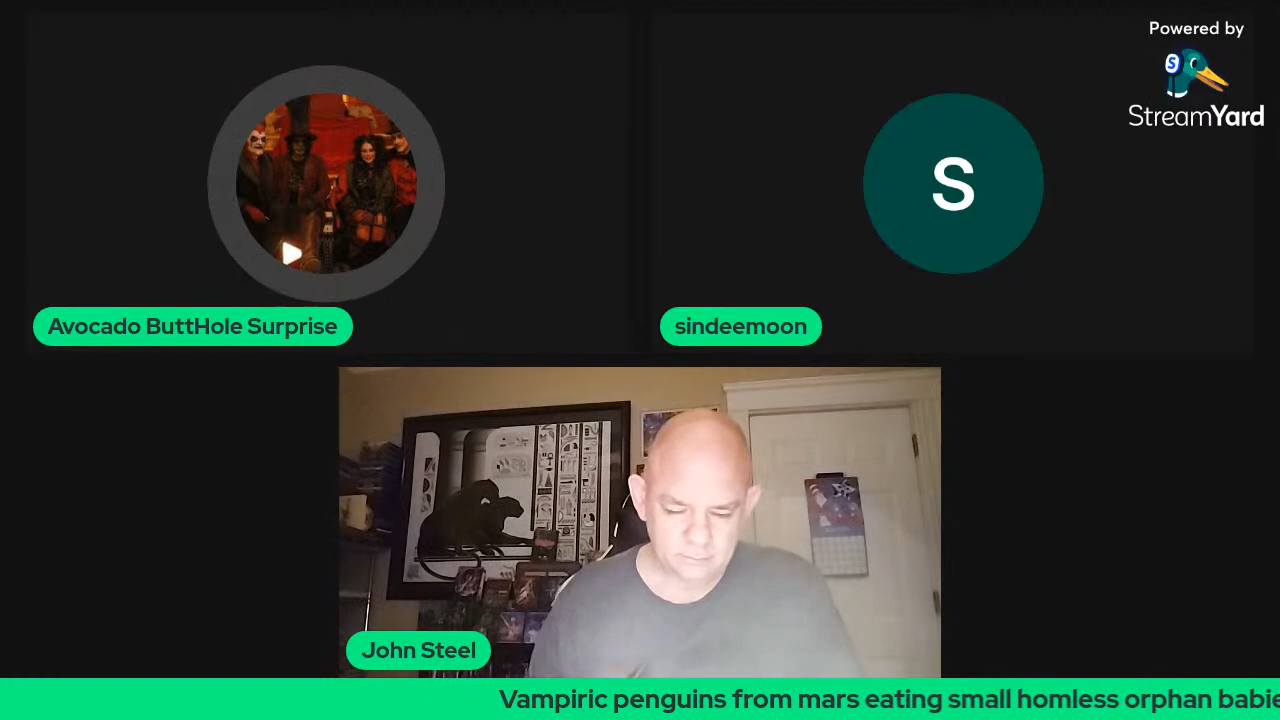 Powered by
StreamYard
S
S
Avocado ButtHole Surprise
sindeemoon
John Steel
Vampiric penguins from mars eating small homless orphan babie